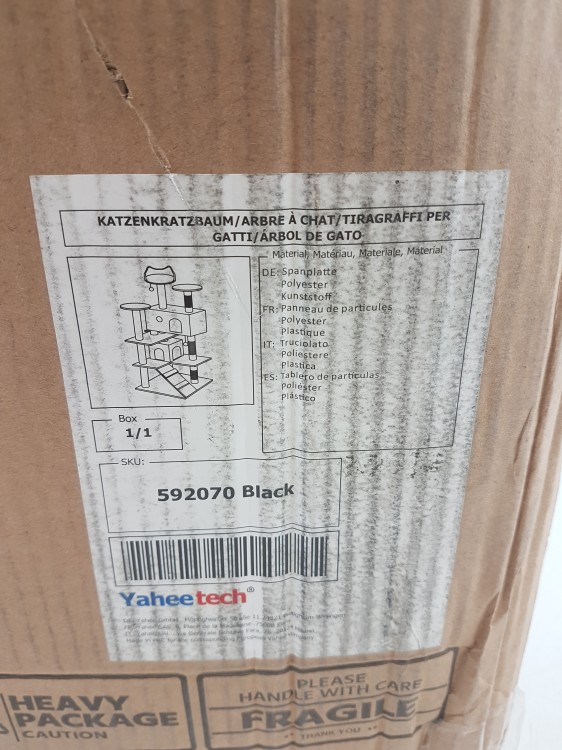 KATZENKRATZBAUM/ARBRE À CHAT/TIRAGRAFFI PER
GATTI/ÁRBOL DE GATO
Material, Matériau, Materiale, Material
DE: Spanplatte
Polyester
Kunststoff
FR: Panneau de particules
Polyester
Plastique
IT: Truciolato
Poliestere
Plastica
ES: Tablero de partículas
Poliéster
plástico
Box
1/1
SKU:
592070 Black
Yaheetech®
HEAVY
PACKAGE
CAUTION
PLEASE
HANDLE WITH CARE
FRAGILE
THANK YOU